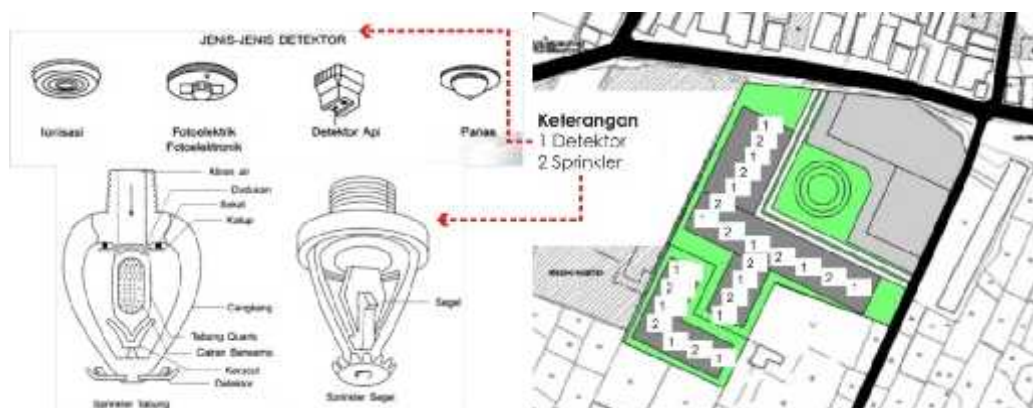 JENIS-JENIS DETEKTOR
Ionisasi
Fotoelektrik
Fotoelektronik
Detektor Api
Panas
Keterangan
1 Detektor
2 Sprinkler
Aliran air
Dudukan
Sekat
Katup
Cangkang
Tabung Quartz
Cairan Berwarna
Kerucut
Detektor
Sprinkler Tabung
Segel
Sprinkler Segel
1
2
1
2
1
2
1
2
1
2
2
1
2
1
1
2
1
1
2
1
2
1
2
1